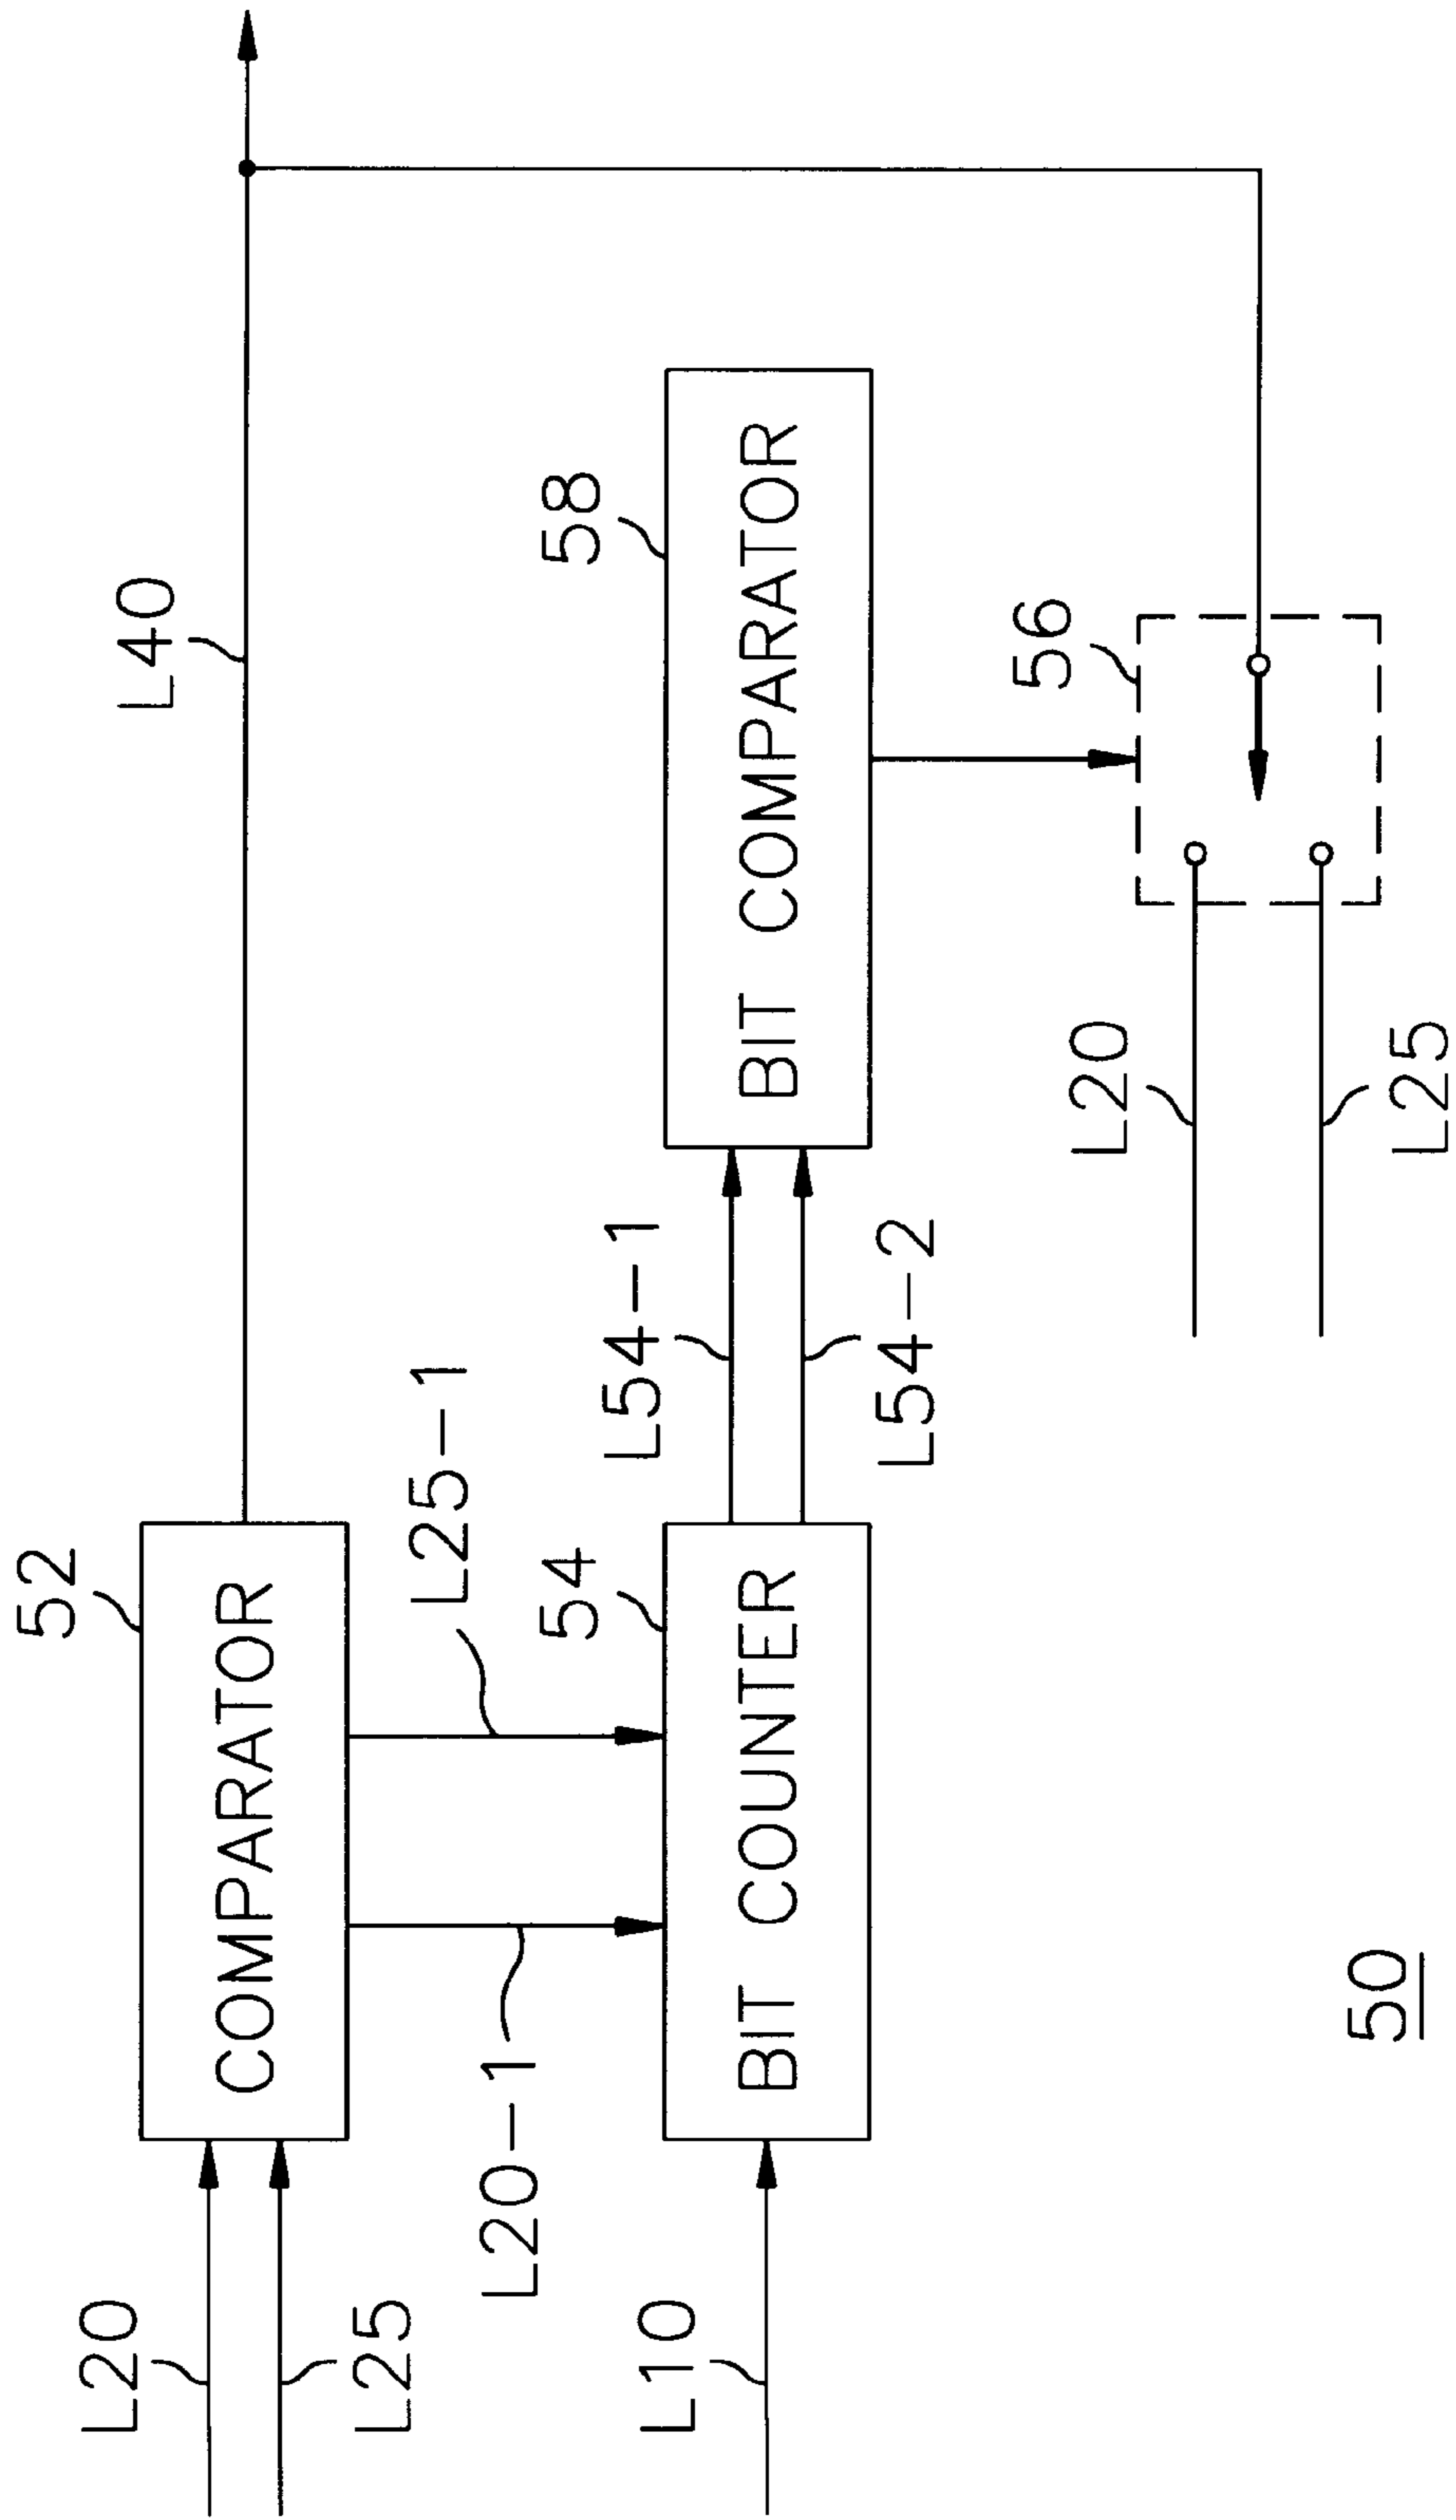 L20
L25
52
COMPARATOR
L40
L20-1
L25-1
L10
54
BIT COUNTER
L54-1
L54-2
58
BIT COMPARATOR
56
L20
L25
50